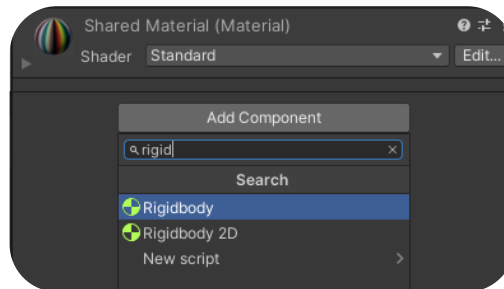 Shared Material (Material)
Shader Standard Edit...
Add Component
rigid
Search
Rigidbody
Rigidbody 2D
New script